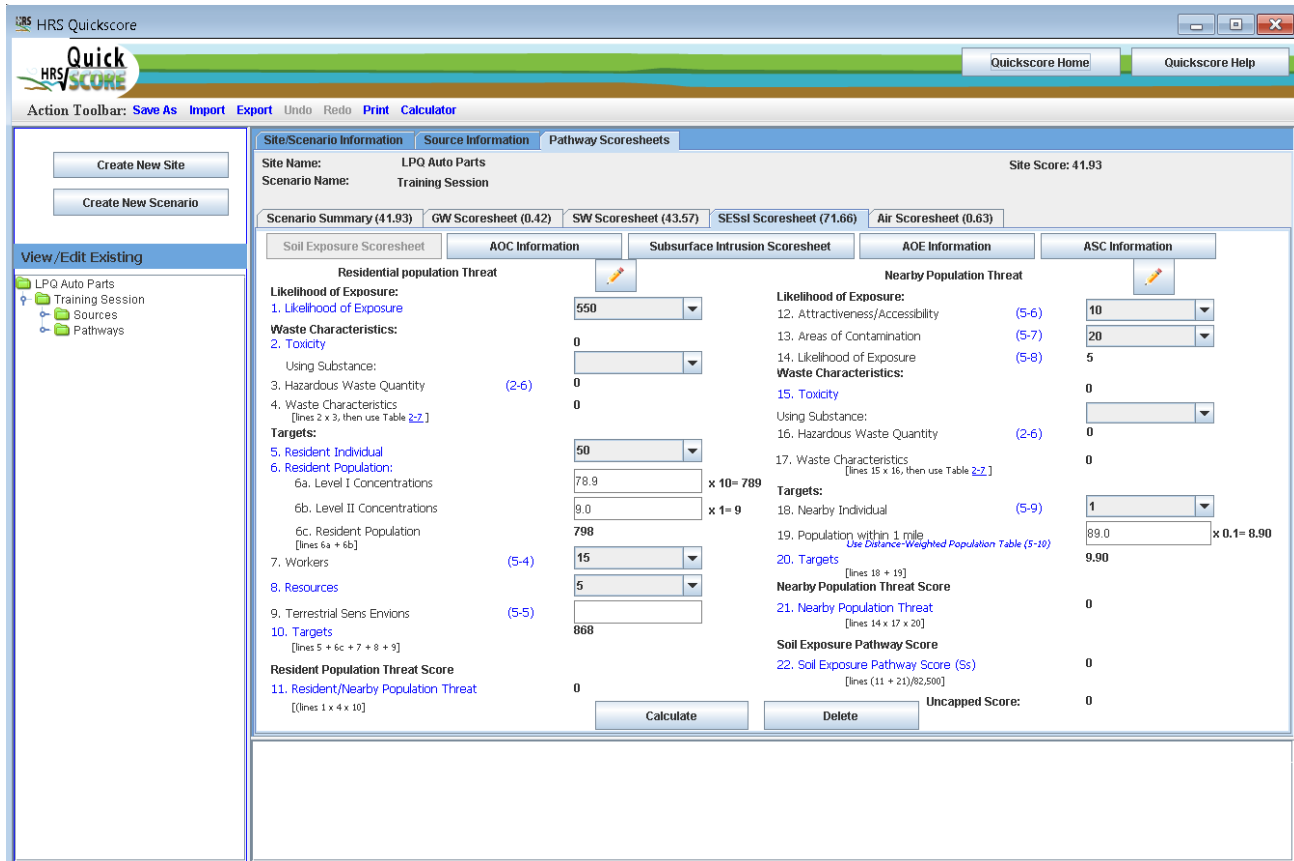 HRS Quickscore
Quick
HRS SCORE
Quickscore Home
Quickscore Help
Action Toolbar: Save As Import Export Undo Redo Print Calculator
Create New Site
Create New Scenario
View/Edit Existing
LPQ Auto Parts
Training Session
Sources
Pathways
Site/Scenario Information
Source Information
Pathway Scoresheets
Site Name: LPQ Auto Parts
Site Score: 41.93
Scenario Name: Training Session
Scenario Summary (41.93)
GW Scoresheet (0.42)
SW Scoresheet (43.57)
SESsI Scoresheet (71.66)
Air Scoresheet (0.63)
Soil Exposure Scoresheet
AOC Information
Subsurface Intrusion Scoresheet
AOE Information
ASC Information
Residential population Threat
Likelihood of Exposure:
1. Likelihood of Exposure 550
Waste Characteristics:
2. Toxicity 0
Using Substance:
3. Hazardous Waste Quantity (2-6) 0
4. Waste Characteristics 0
[lines 2 x 3, then use Table 2-7 ]
Targets:
5. Resident Individual 50
6. Resident Population:
6a. Level I Concentrations 78.9 x 10= 789
6b. Level II Concentrations 9.0 x 1= 9
6c. Resident Population 798
[lines 6a + 6b]
7. Workers (5-4) 15
8. Resources 5
9. Terrestrial Sens Envions (5-5)
10. Targets 868
[lines 5 + 6c + 7 + 8 + 9]
Resident Population Threat Score
11. Resident/Nearby Population Threat 0
[(lines 1 x 4 x 10]
Nearby Population Threat
Likelihood of Exposure:
12. Attractiveness/Accessibility (5-6) 10
13. Areas of Contamination (5-7) 20
14. Likelihood of Exposure (5-8) 5
Waste Characteristics:
15. Toxicity 0
Using Substance:
16. Hazardous Waste Quantity (2-6) 0
17. Waste Characteristics 0
[lines 15 x 16, then use Table 2-7 ]
Targets:
18. Nearby Individual (5-9) 1
19. Population within 1 mile 89.0 x 0.1= 8.90
Use Distance-Weighted Population Table (5-10)
20. Targets 9.90
[lines 18 + 19]
Nearby Population Threat Score
21. Nearby Population Threat 0
[lines 14 x 17 x 20]
Soil Exposure Pathway Score
22. Soil Exposure Pathway Score (Ss) 0
[lines (11 + 21)/82,500]
Uncapped Score: 0
Calculate
Delete